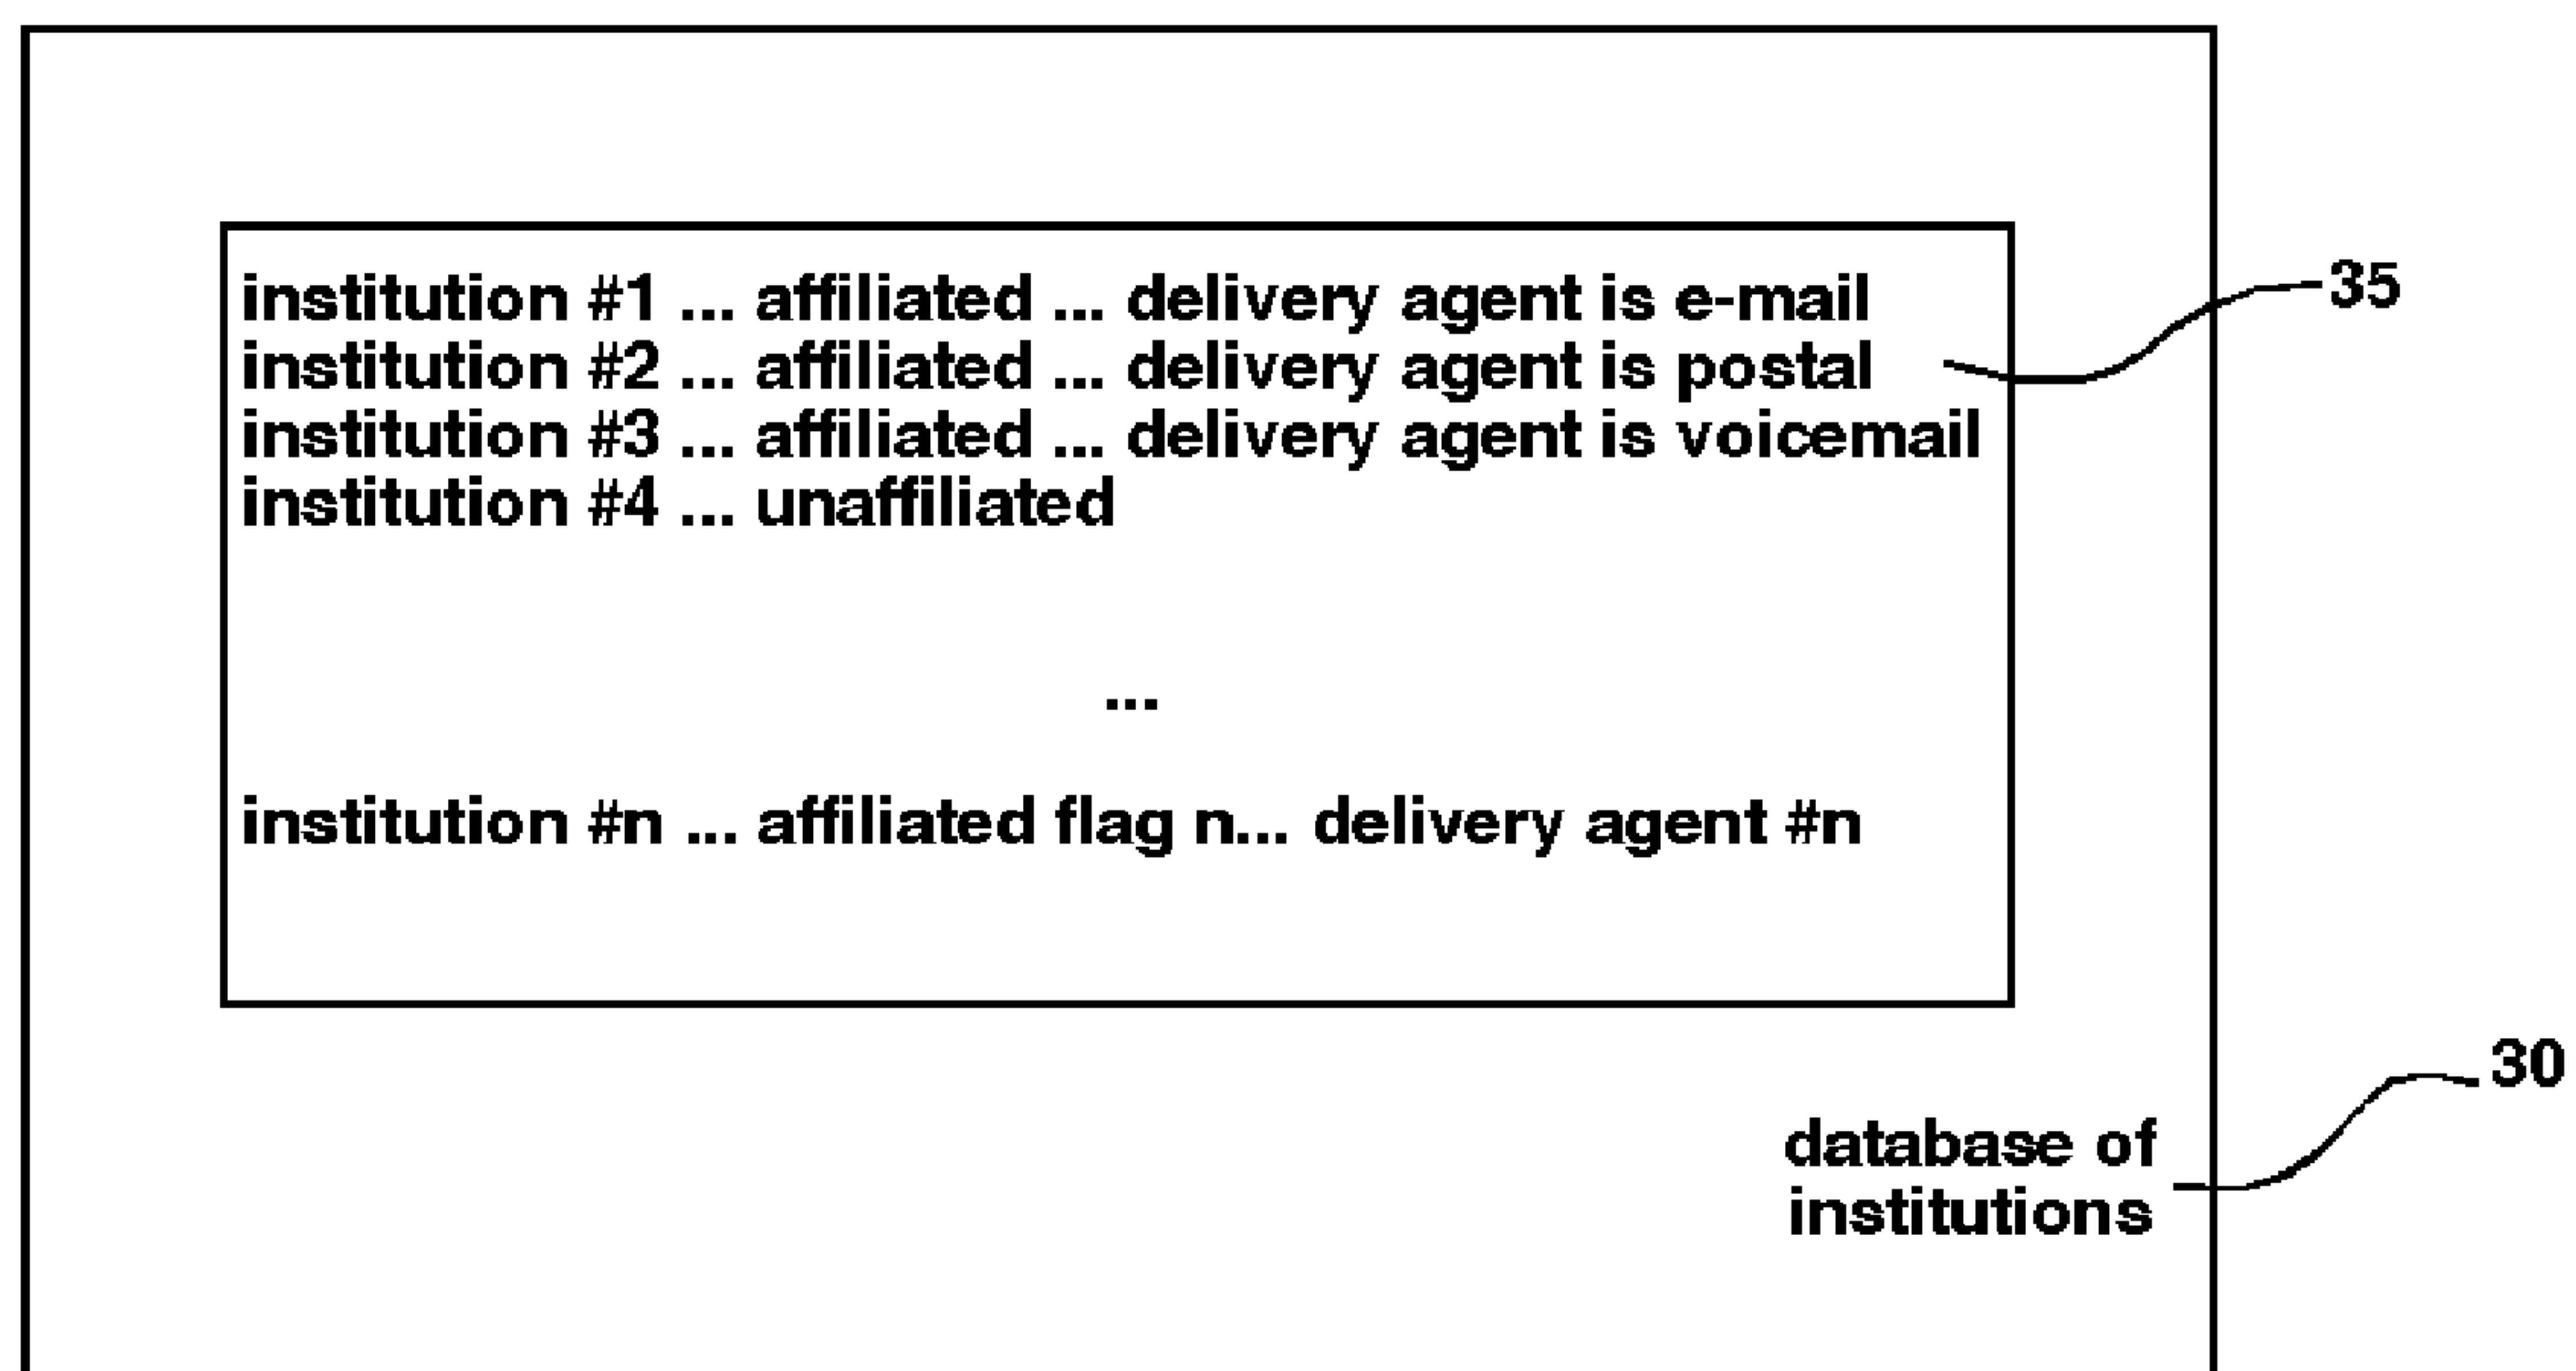 institution #1 ... affiliated ... delivery agent is e-mail
35
institution #2 ... affiliated ... delivery agent is postal
institution #3 ... affiliated ... delivery agent is voicemail
institution #4 ... unaffiliated
...
institution #n ... affiliated flag n... delivery agent #n
30
database of
institutions